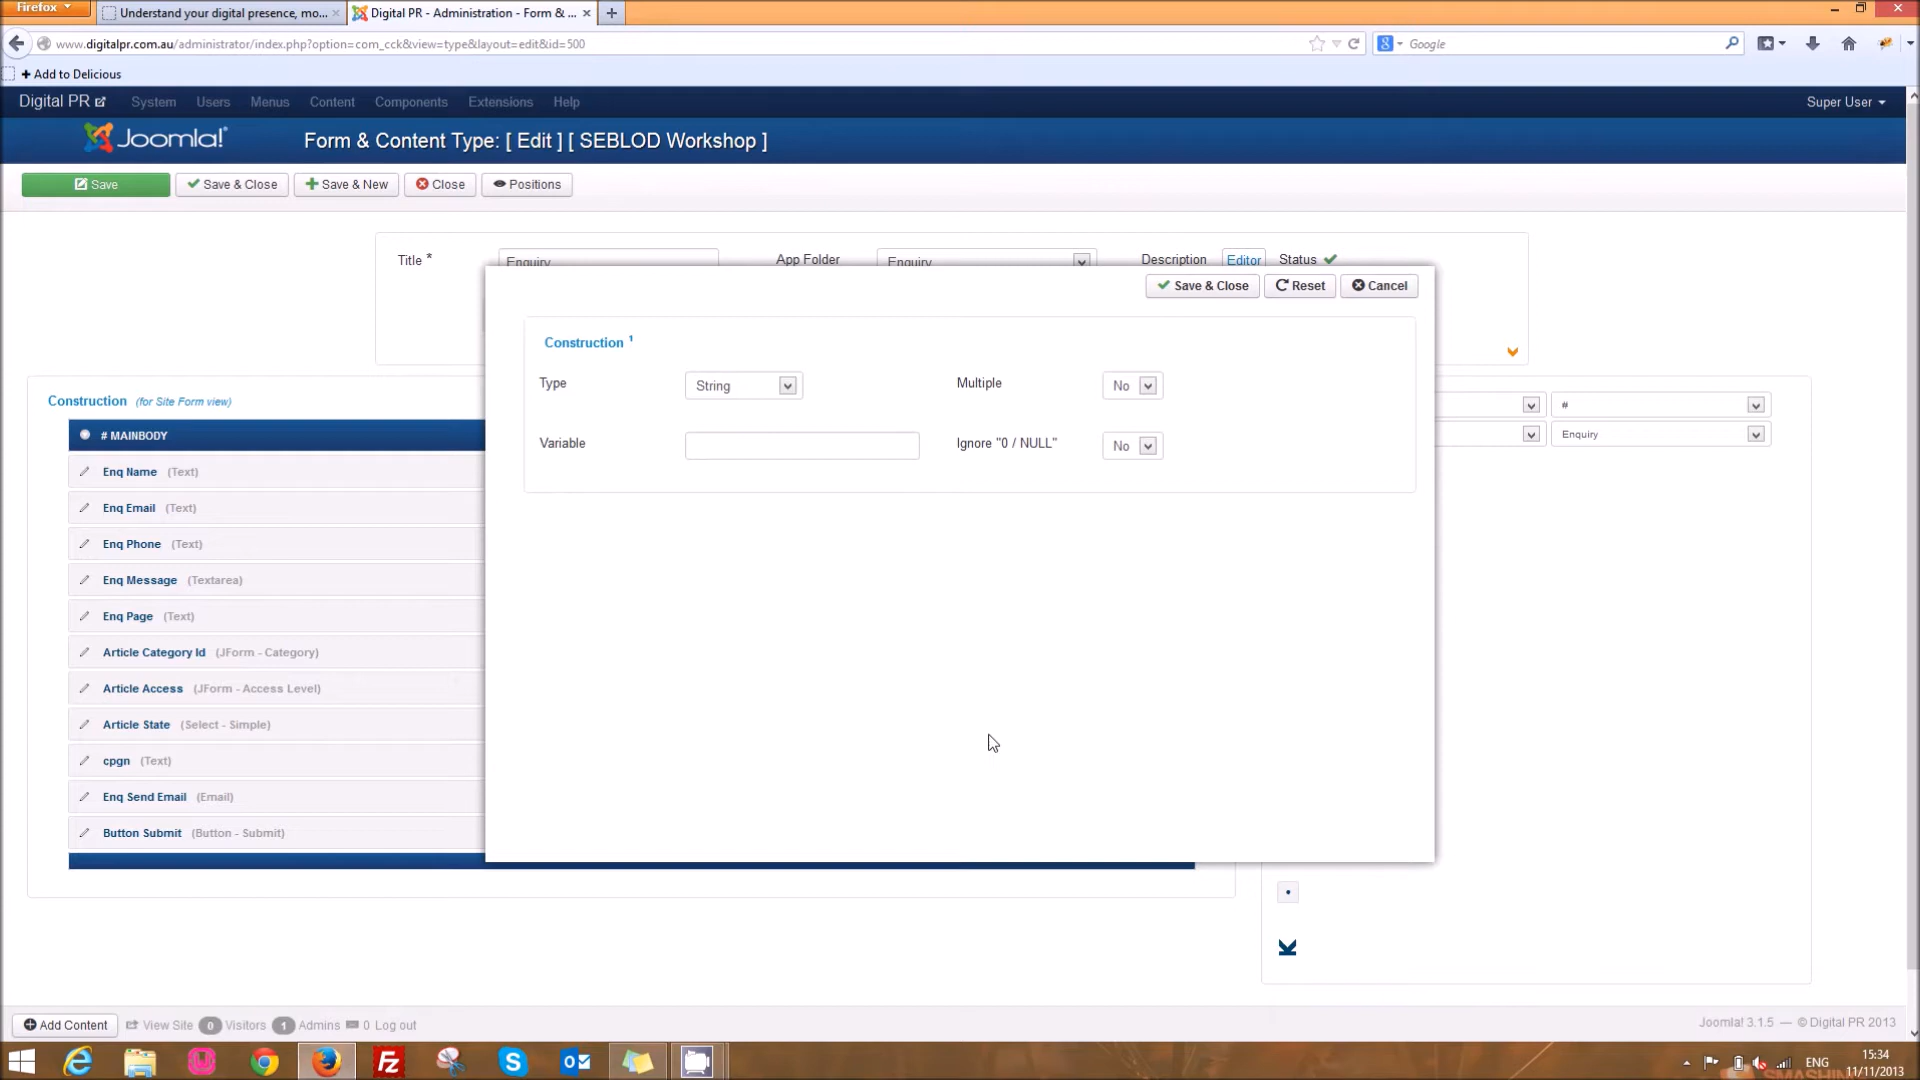 Firefox
Understand your digital presence, mo...
Digital PR - Administration - Form & ...
www.digitalpr.com.au/administrator/index.php?option=com_cck&view=type&layout=edit&id=500
Google
+ Add to Delicious
Digital PR System Users Menus Content Components Extensions Help Super User
Joomla! Form & Content Type: [ Edit ] [ SEBLOD Workshop ]
Save Save & Close Save & New Close Positions
Title * Enquiry App Folder Enquiry Description Editor Status
Save & Close Reset Cancel
Construction 1
Type String Multiple No
Variable Ignore "0 / NULL" No
Construction (for Site Form view)
#
# MAINBODY
Enquiry
Enq Name (Text)
Enq Email (Text)
Enq Phone (Text)
Enq Message (Textarea)
Enq Page (Text)
Article Category Id (JForm - Category)
Article Access (JForm - Access Level)
Article State (Select - Simple)
cpgn (Text)
Enq Send Email (Email)
Button Submit (Button - Submit)
Add Content View Site 0 Visitors 1 Admins 0 Log out
Joomla! 3.1.5 — © Digital PR 2013
ENG
15:34
11/11/2013